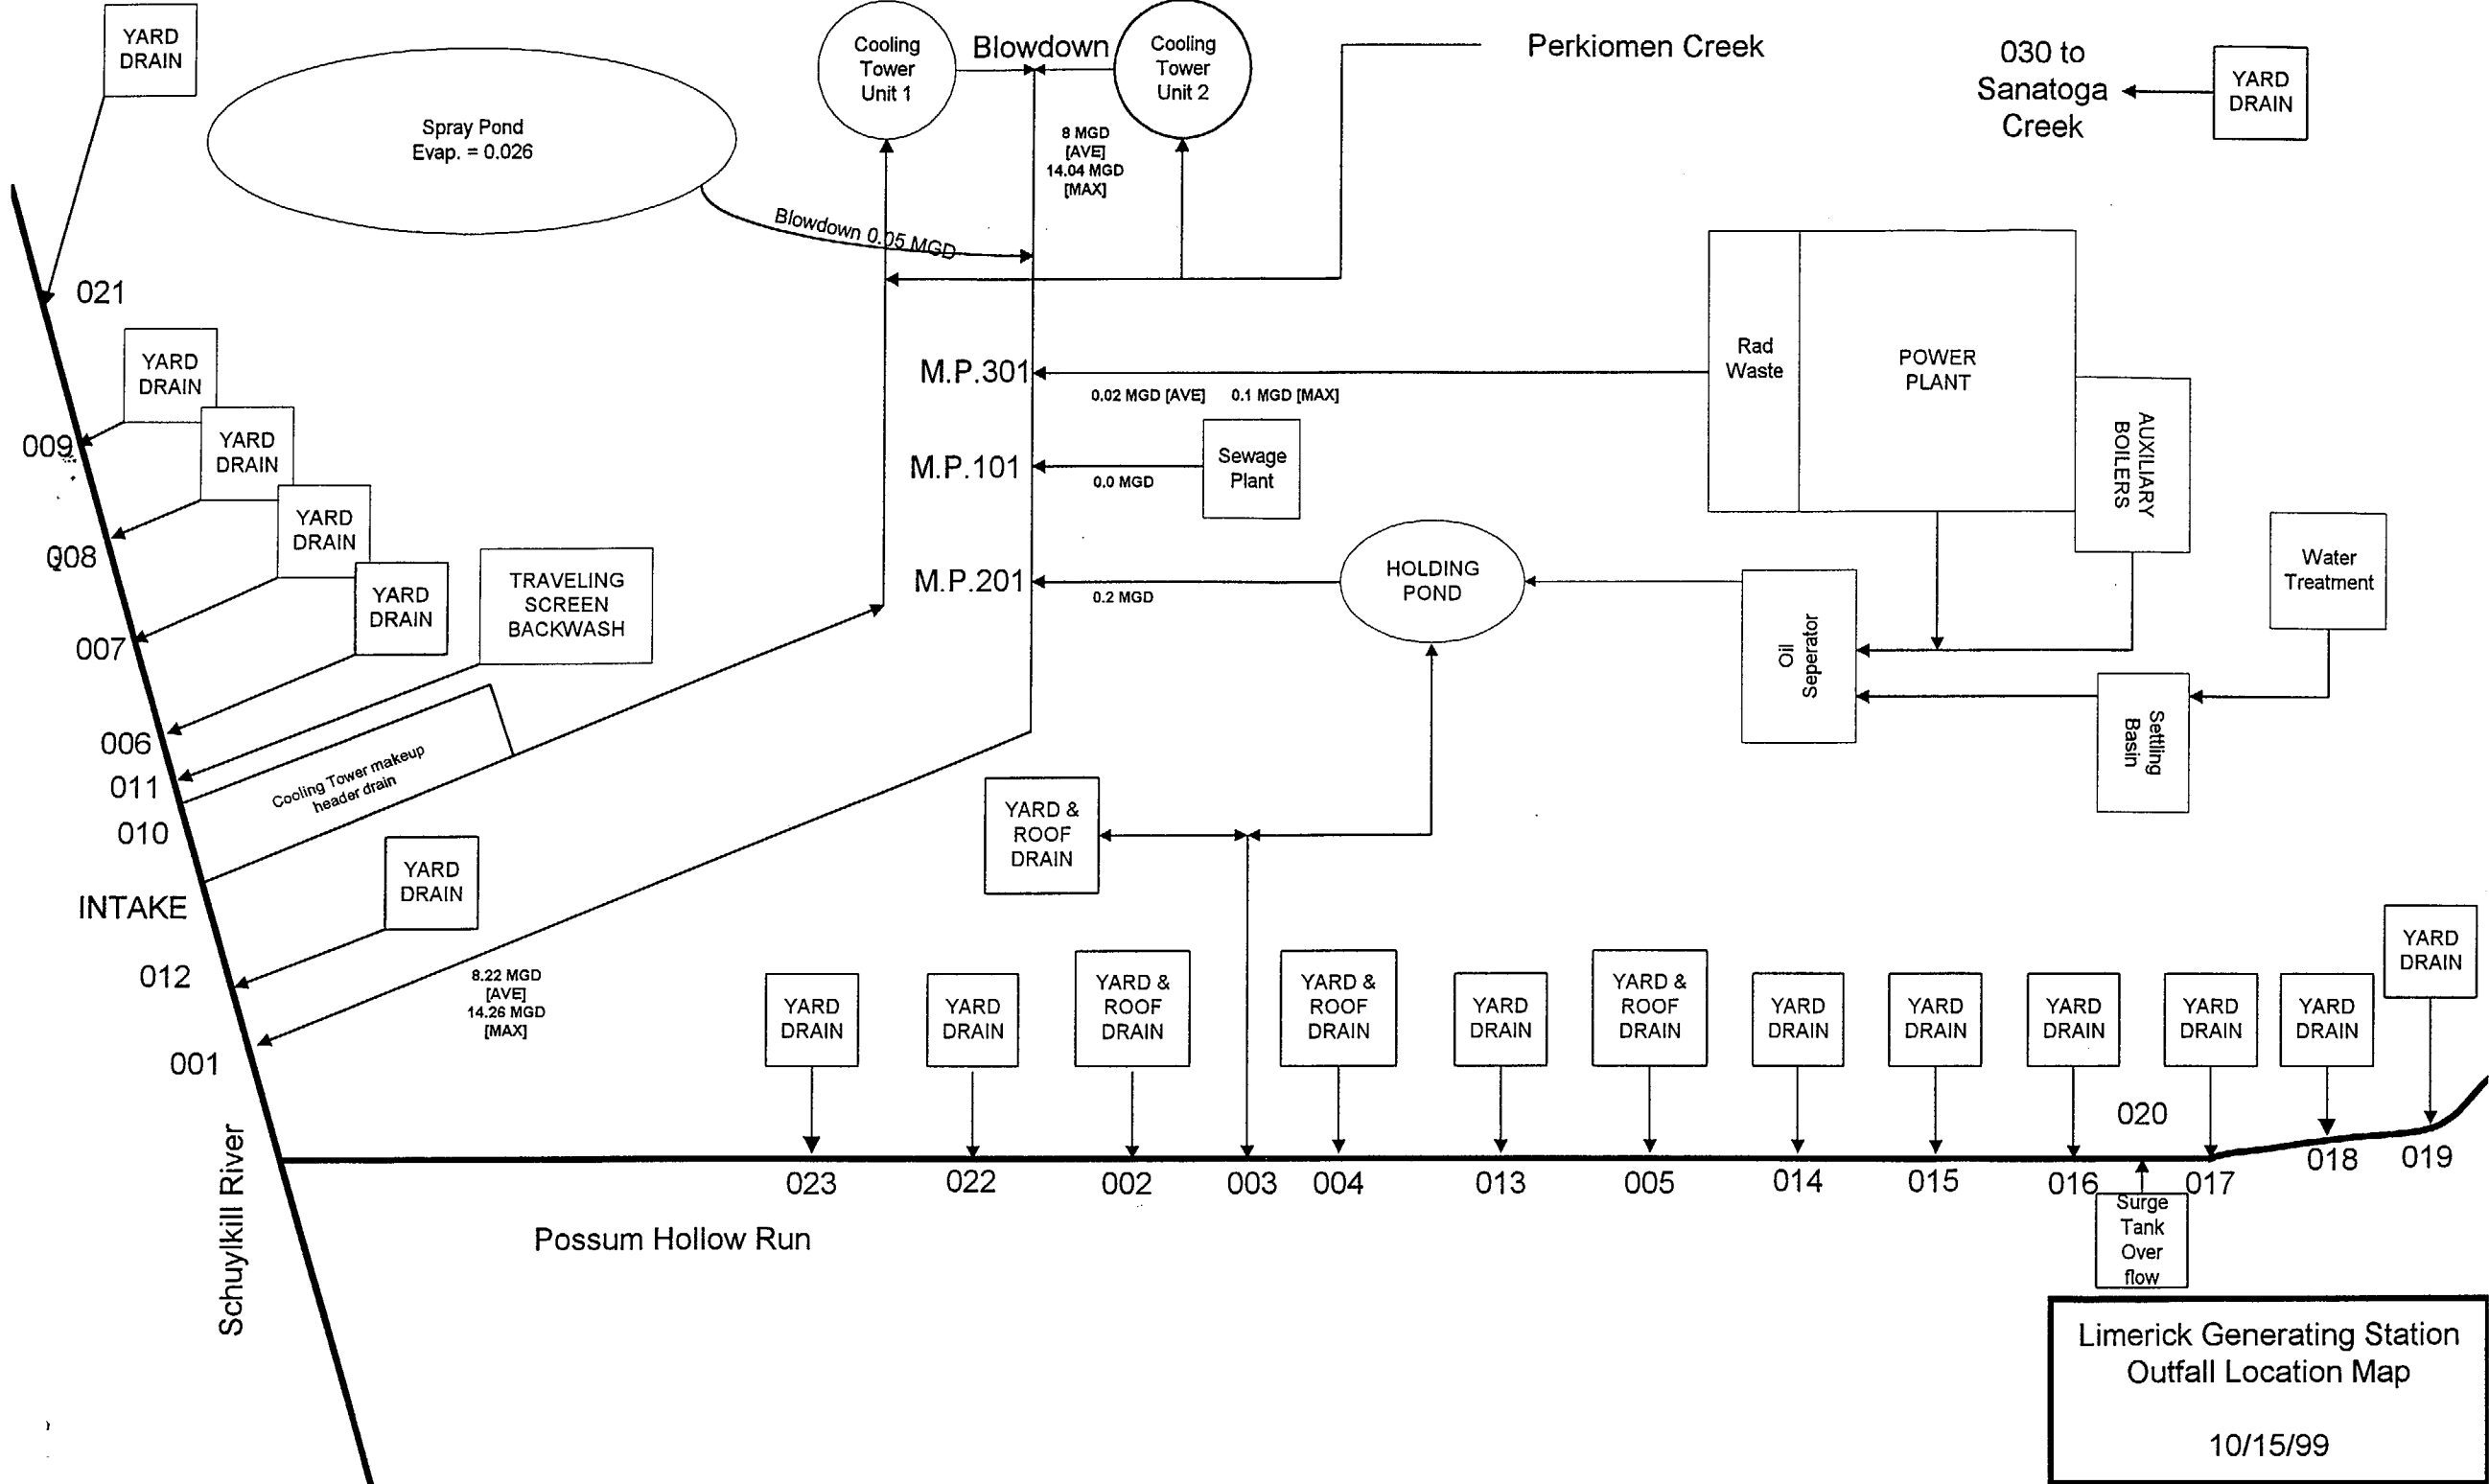 YARD
DRAIN
Spray Pond
Evap. = 0.026
Cooling
Tower
Unit 1
Blowdown
Cooling
Tower
Unit 2
8 MGD
[AVE]
14.04 MGD
[MAX]
Perkiomen Creek
030 to
Sanatoga
Creek
YARD
DRAIN
Blowdown 0.05 MGD
021
YARD
DRAIN
009
YARD
DRAIN
008
YARD
DRAIN
007
YARD
DRAIN
006
TRAVELING
SCREEN
BACKWASH
011
Cooling Tower makeup
header drain
010
INTAKE
YARD
DRAIN
012
8.22 MGD
[AVE]
14.26 MGD
[MAX]
001
M.P.301
0.02 MGD [AVE] 0.1 MGD [MAX]
Rad
Waste
POWER
PLANT
AUXILIARY
BOILERS
M.P.101
0.0 MGD
Sewage
Plant
M.P.201
0.2 MGD
HOLDING
POND
Oil
Seperator
Water
Treatment
Settling
Basin
YARD &
ROOF
DRAIN
YARD
DRAIN
YARD
DRAIN
YARD &
ROOF
DRAIN
YARD &
ROOF
DRAIN
YARD
DRAIN
YARD &
ROOF
DRAIN
YARD
DRAIN
YARD
DRAIN
YARD
DRAIN
YARD
DRAIN
YARD
DRAIN
YARD
DRAIN
020
023
022
002
003
004
013
005
014
015
016
017
018
019
Surge
Tank
Over
flow
Schuylkill River
Possum Hollow Run
Limerick Generating Station
Outfall Location Map
10/15/99